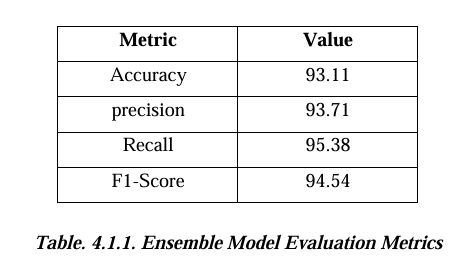 Metric Value
Accuracy 93.11
precision 93.71
Recall 95.38
F1-Score 94.54
Table. 4.1.1. Ensemble Model Evaluation Metrics